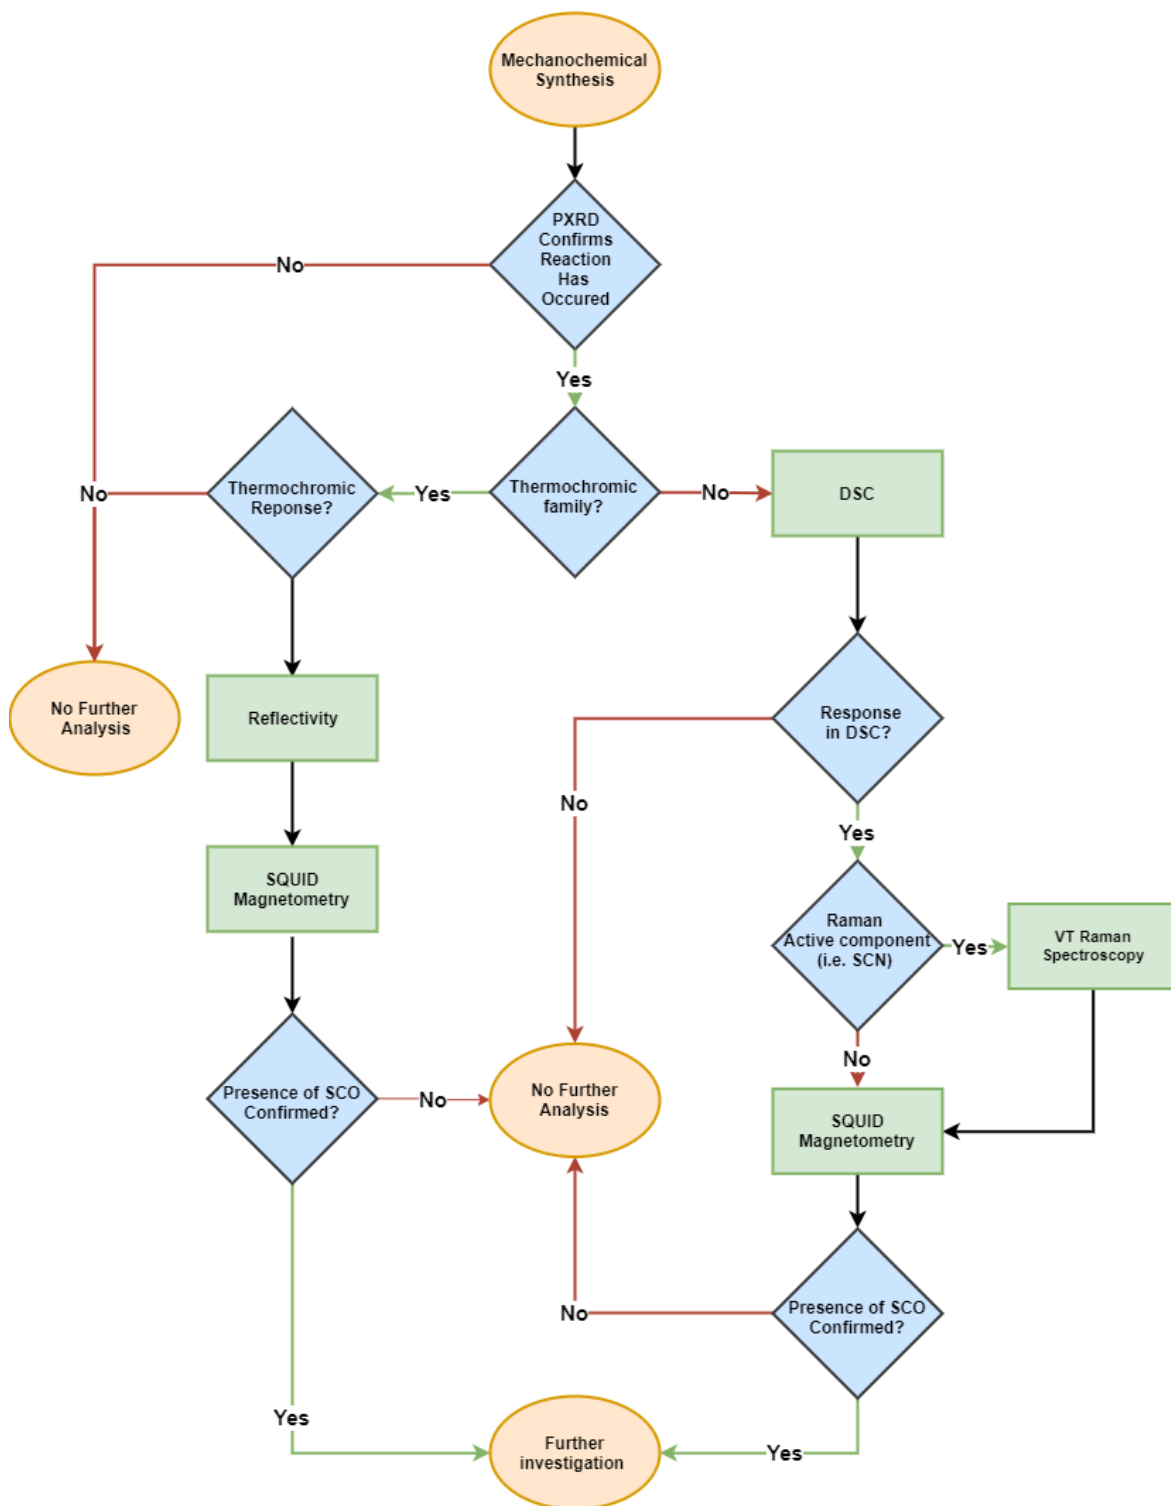 Mechanochemical
Synthesis
PXRD
Confirms
Reaction
Has
Occured
No
Yes
Thermochromic
Reponse?
No
Yes
Thermochromic
family?
No
DSC
No Further
Analysis
Reflectivity
Response
in DSC?
No
Yes
SQUID
Magnetometry
Raman
Active component
(i.e. SCN)
Yes
VT Raman
Spectroscopy
No
Presence of SCO
Confirmed?
No
No Further
Analysis
SQUID
Magnetometry
No
Presence of SCO
Confirmed?
Yes
Further
investigation
Yes